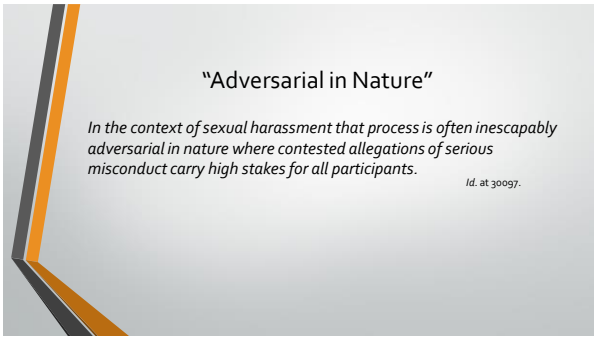 “Adversarial in Nature”
In the context of sexual harassment that process is often inescapably
adversarial in nature where contested allegations of serious
misconduct carry high stakes for all participants.
Id. at 30097.